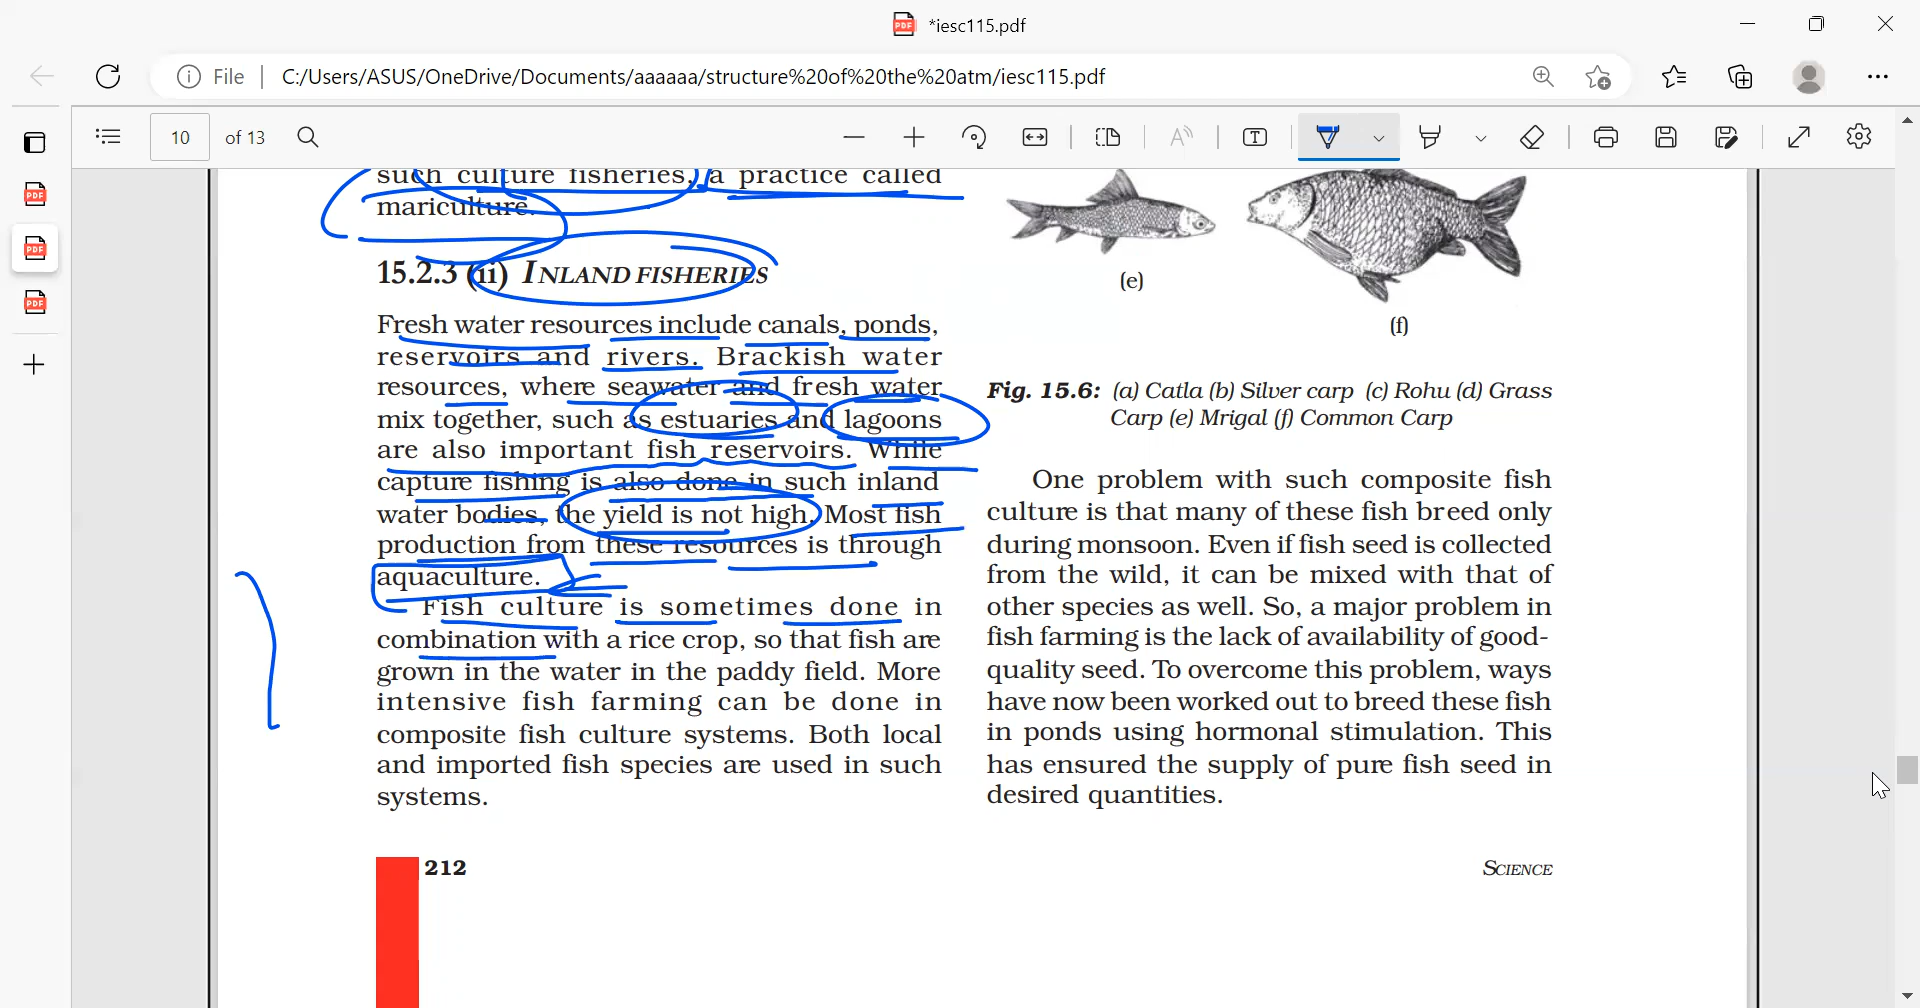 *iesc115.pdf
File
C:/Users/ASUS/OneDrive/Documents/aaaaaa/structure%20of%20the%20atm/iesc115.pdf
10 of 13
such culture fisheries, a practice called
mariculture.
15.2.3 (ii) INLAND FISHERIES
Fresh water resources include canals, ponds,
reservoirs and rivers. Brackish water
resources, where seawater and fresh water
mix together, such as estuaries and lagoons
are also important fish reservoirs. While
capture fishing is also done in such inland
water bodies, the yield is not high. Most fish
production from these resources is through
aquaculture.
Fish culture is sometimes done in
combination with a rice crop, so that fish are
grown in the water in the paddy field. More
intensive fish farming can be done in
composite fish culture systems. Both local
and imported fish species are used in such
systems.
(e)
(f)
Fig. 15.6: (a) Catla (b) Silver carp (c) Rohu (d) Grass
Carp (e) Mrigal (f) Common Carp
One problem with such composite fish
culture is that many of these fish breed only
during monsoon. Even if fish seed is collected
from the wild, it can be mixed with that of
other species as well. So, a major problem in
fish farming is the lack of availability of good-
quality seed. To overcome this problem, ways
have now been worked out to breed these fish
in ponds using hormonal stimulation. This
has ensured the supply of pure fish seed in
desired quantities.
212
SCIENCE